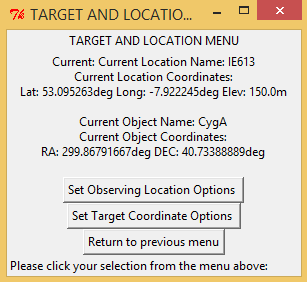 TARGET AND LOCATIO...
TARGET AND LOCATION MENU
Current: Current Location Name: IE613
Current Location Coordinates:
Lat: 53.095263deg Long: -7.922245deg Elev: 150.0m
Current Object Name: CygA
Current Object Coordinates:
RA: 299.86791667deg DEC: 40.73388889deg
Set Observing Location Options
Set Target Coordinate Options
Return to previous menu
Please click your selection from the menu above: